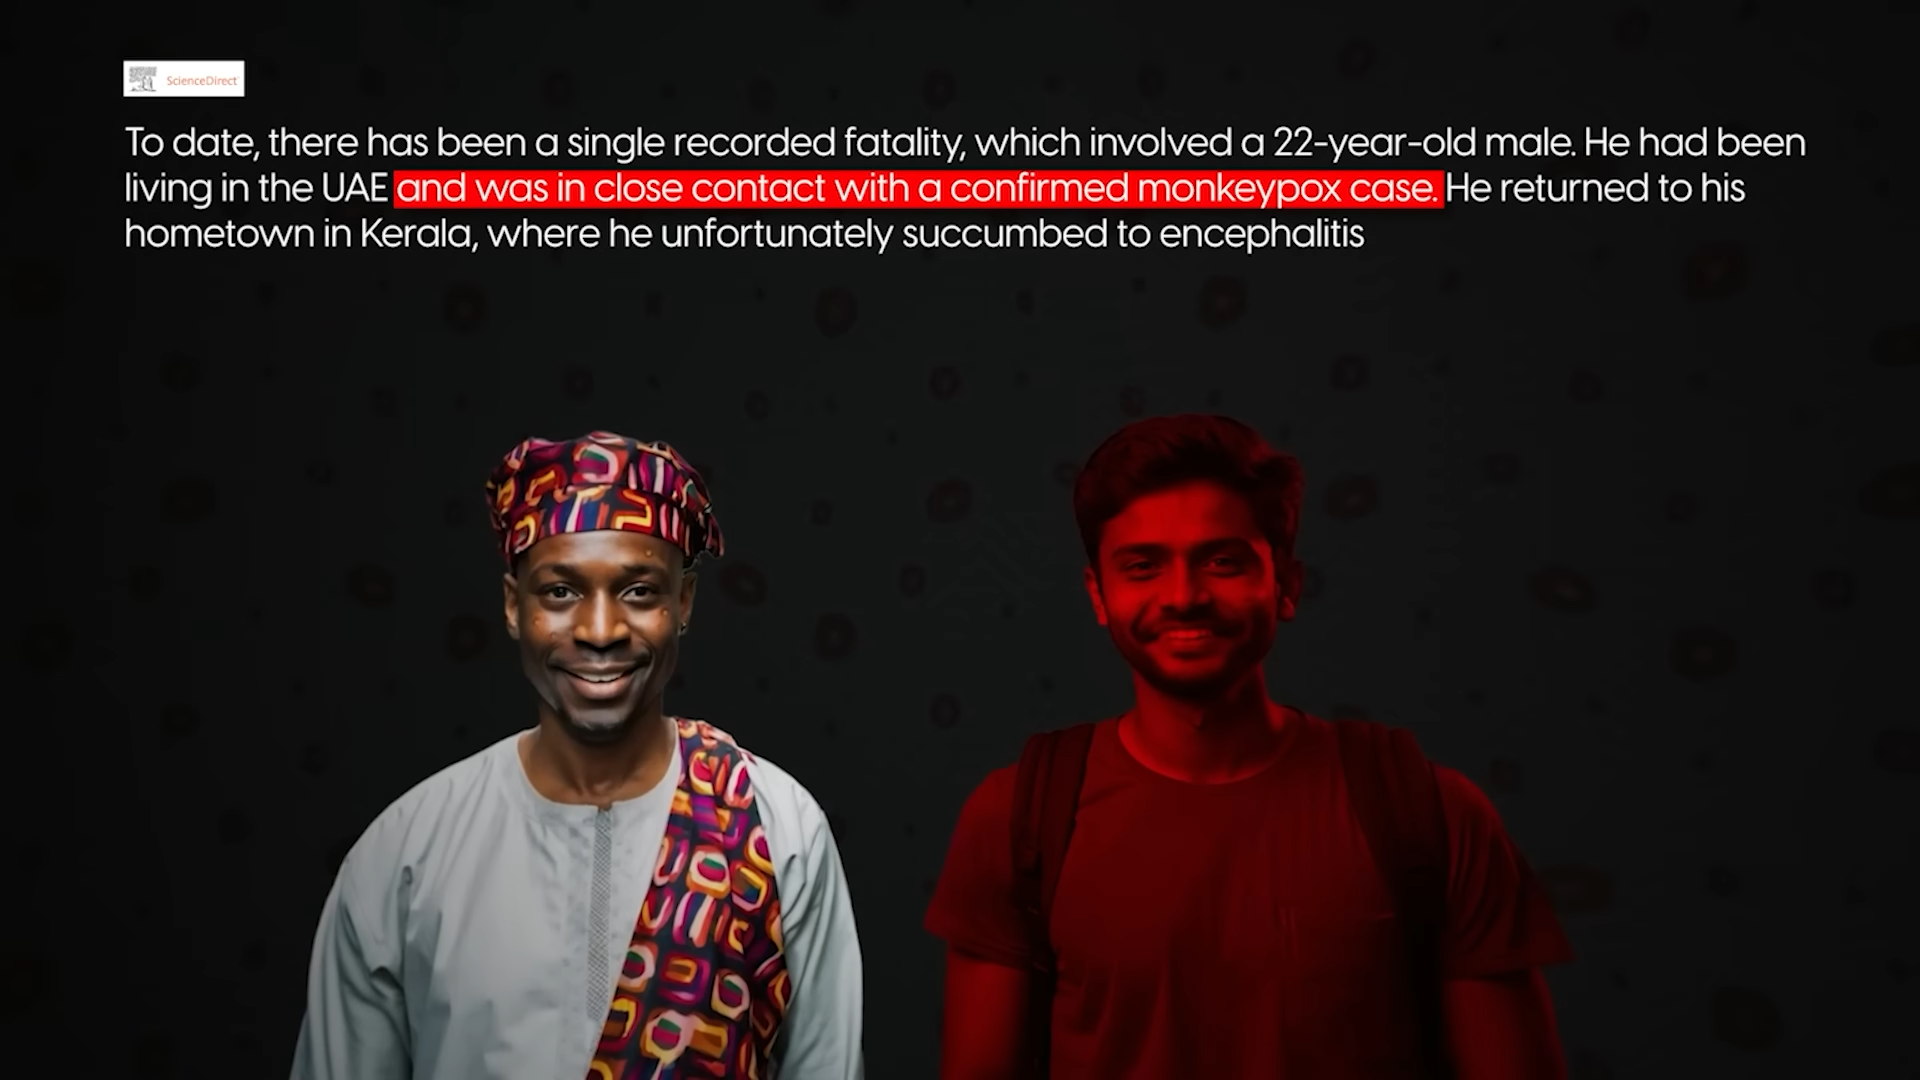 ScienceDirect
To date, there has been a single recorded fatality, which involved a 22-year-old male. He had been
living in the UAE and was in close contact with a confirmed monkeypox case. He returned to his
hometown in Kerala, where he unfortunately succumbed to encephalitis